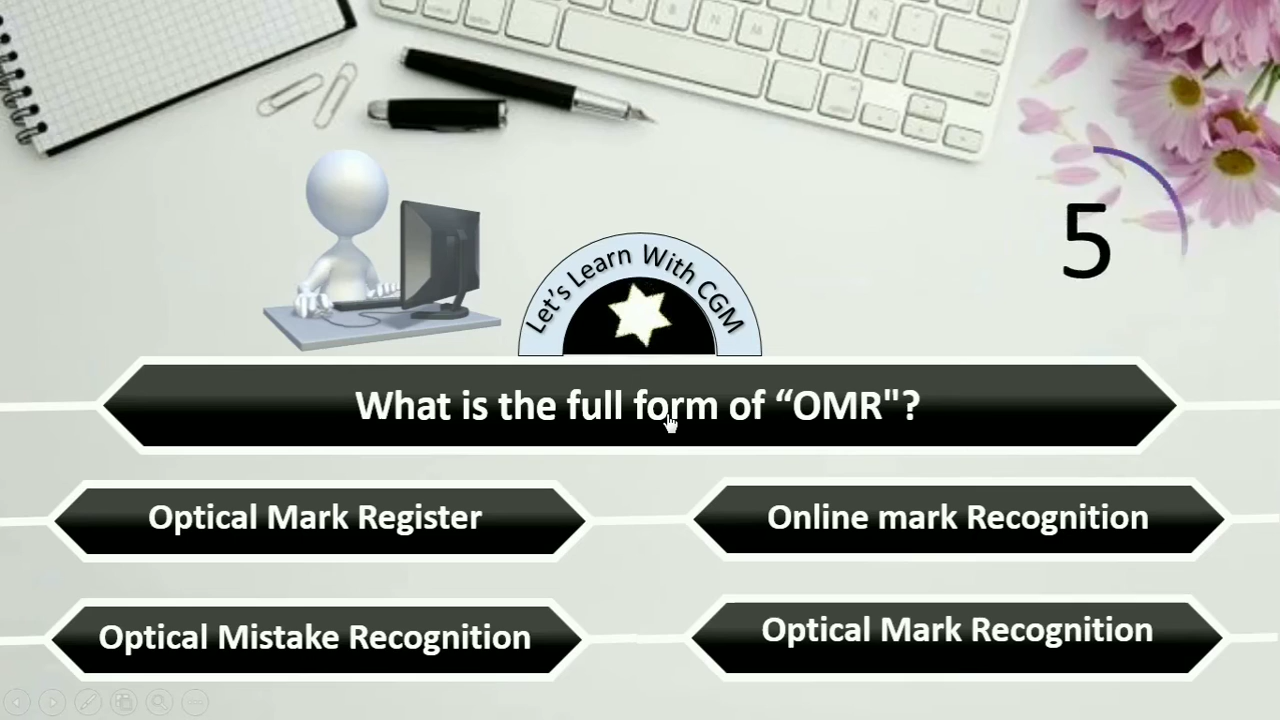 5
Let's Learn With CGM
What is the full form of “OMR"?
Optical Mark Register
Online mark Recognition
Optical Mistake Recognition
Optical Mark Recognition